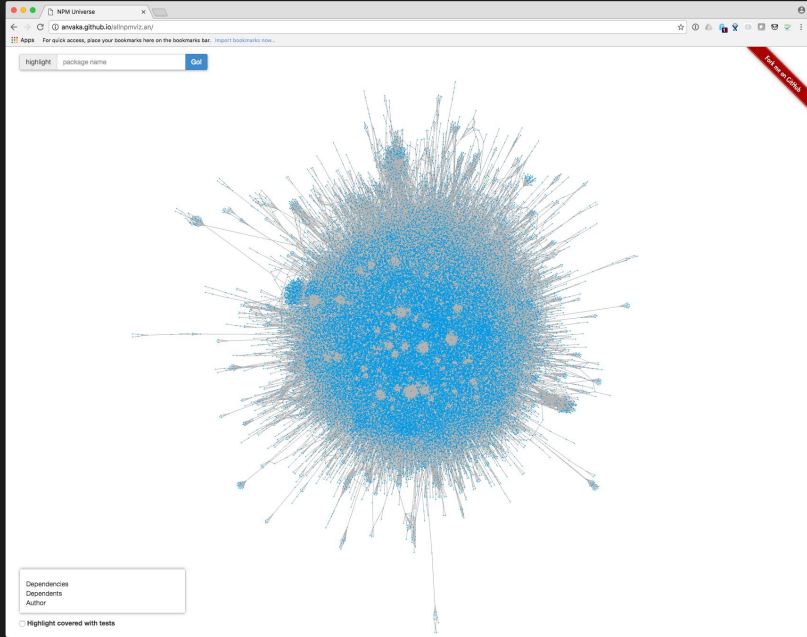 NPM Universe
anvaka.github.io/allnpmviz.an/
Apps For quick access, place your bookmarks here on the bookmarks bar. Import bookmarks now...
highlight package name Go!
Fork me on GitHub
Dependencies
Dependents
Author
Highlight covered with tests